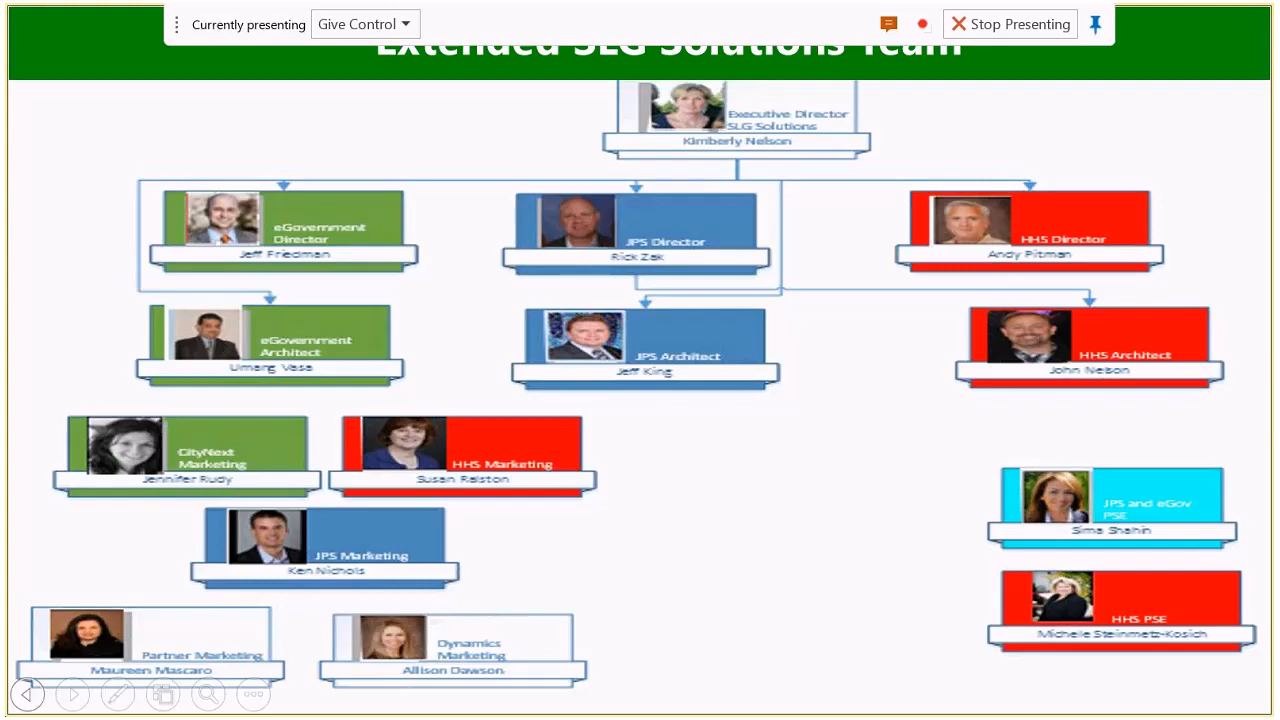 Currently presenting
Give Control
Stop Presenting
Extended SLG Solutions Team
Executive Director
SLG Solutions
Kimberly Nelson
eGovernment
Director
Jeff Friedman
JPS Director
Rick Zak
HHS Director
Andy Pitman
eGovernment
Architect
Umang Vasa
JPS Architect
Jeff King
HHS Architect
John Nelson
CityNext
Marketing
Jennifer Rudy
HHS Marketing
Susan Ralston
JPS and eGov
PSE
Sima Shahin
JPS Marketing
Ken Nichols
HHS PSE
Michelle Steinmetz-Kosich
Partner Marketing
Maureen Mascaro
Dynamics
Marketing
Allison Dawson